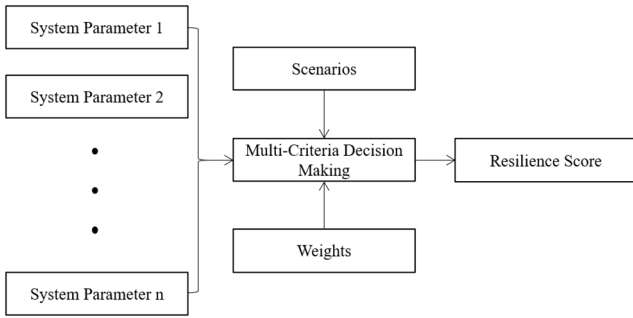 System Parameter 1
System Parameter 2
System Parameter n
Scenarios
Multi-Criteria Decision
Making
Weights
Resilience Score